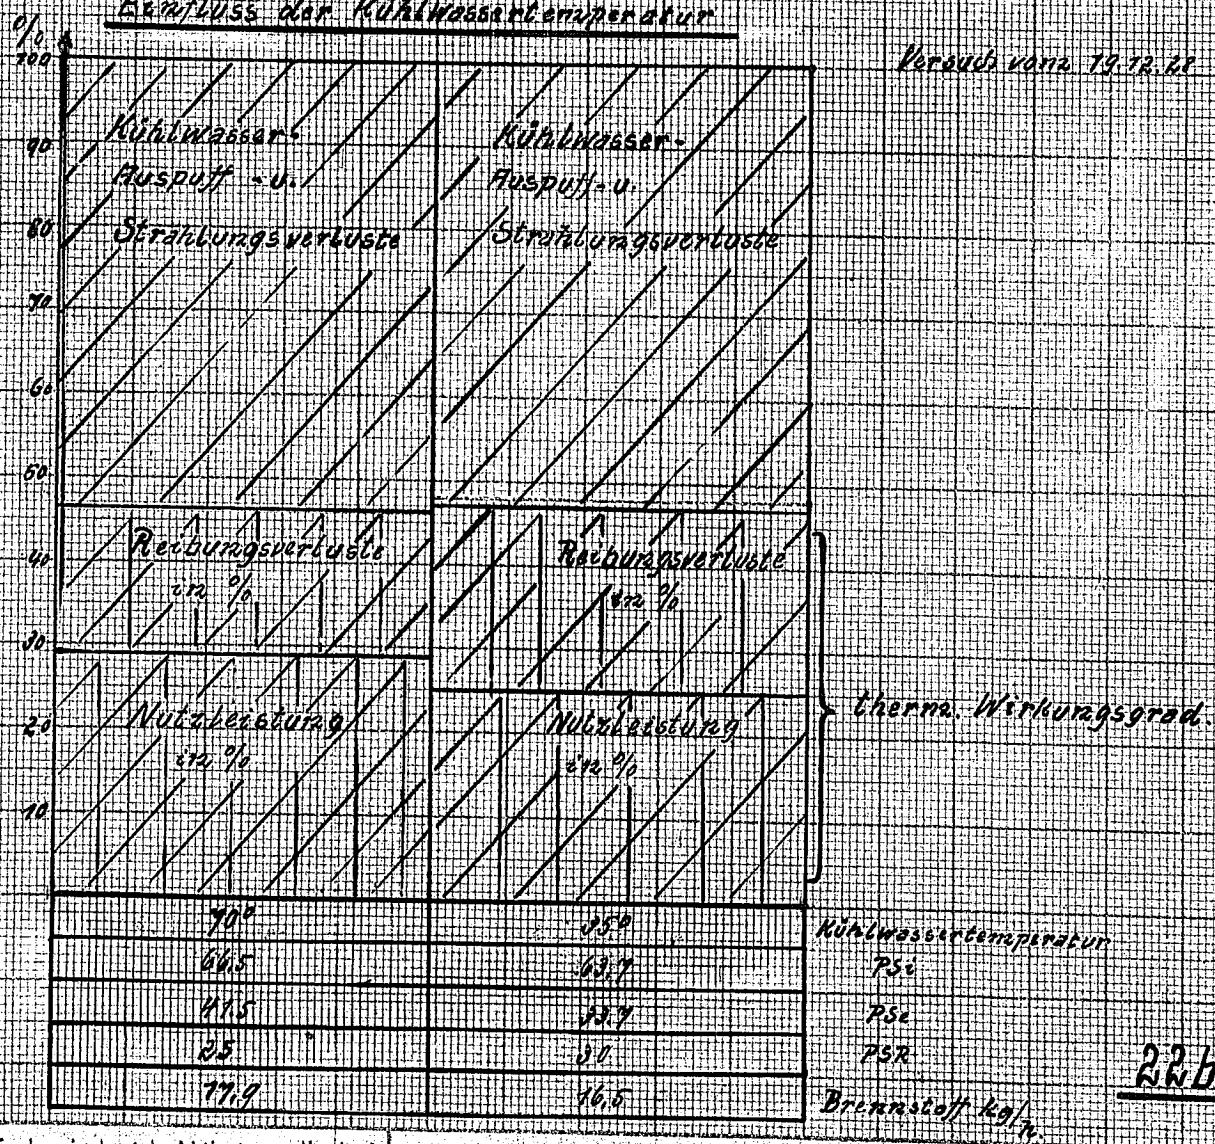 Einfluss der Kühlwassertemperatur
%
Versuch vom 19.12.28
100
90
80
70
60
50
40
30
20
10
Kühlwasser-
Auspuff - u.
Strahlungsverluste
Kühlwasser-
Auspuff - u.
Strahlungsverluste
Reibungsverluste
in %
Reibungsverluste
in %
Nutzleistung
in %
Nutzleistung
in %
therm. Wirkungsgrad.
70° 35° Kühlwassertemperatur
66,5 63,7 PSi
41,5 33,7 PSe
25 30 PSR
17,9 16,5 Brennstoff kg/h.
22b